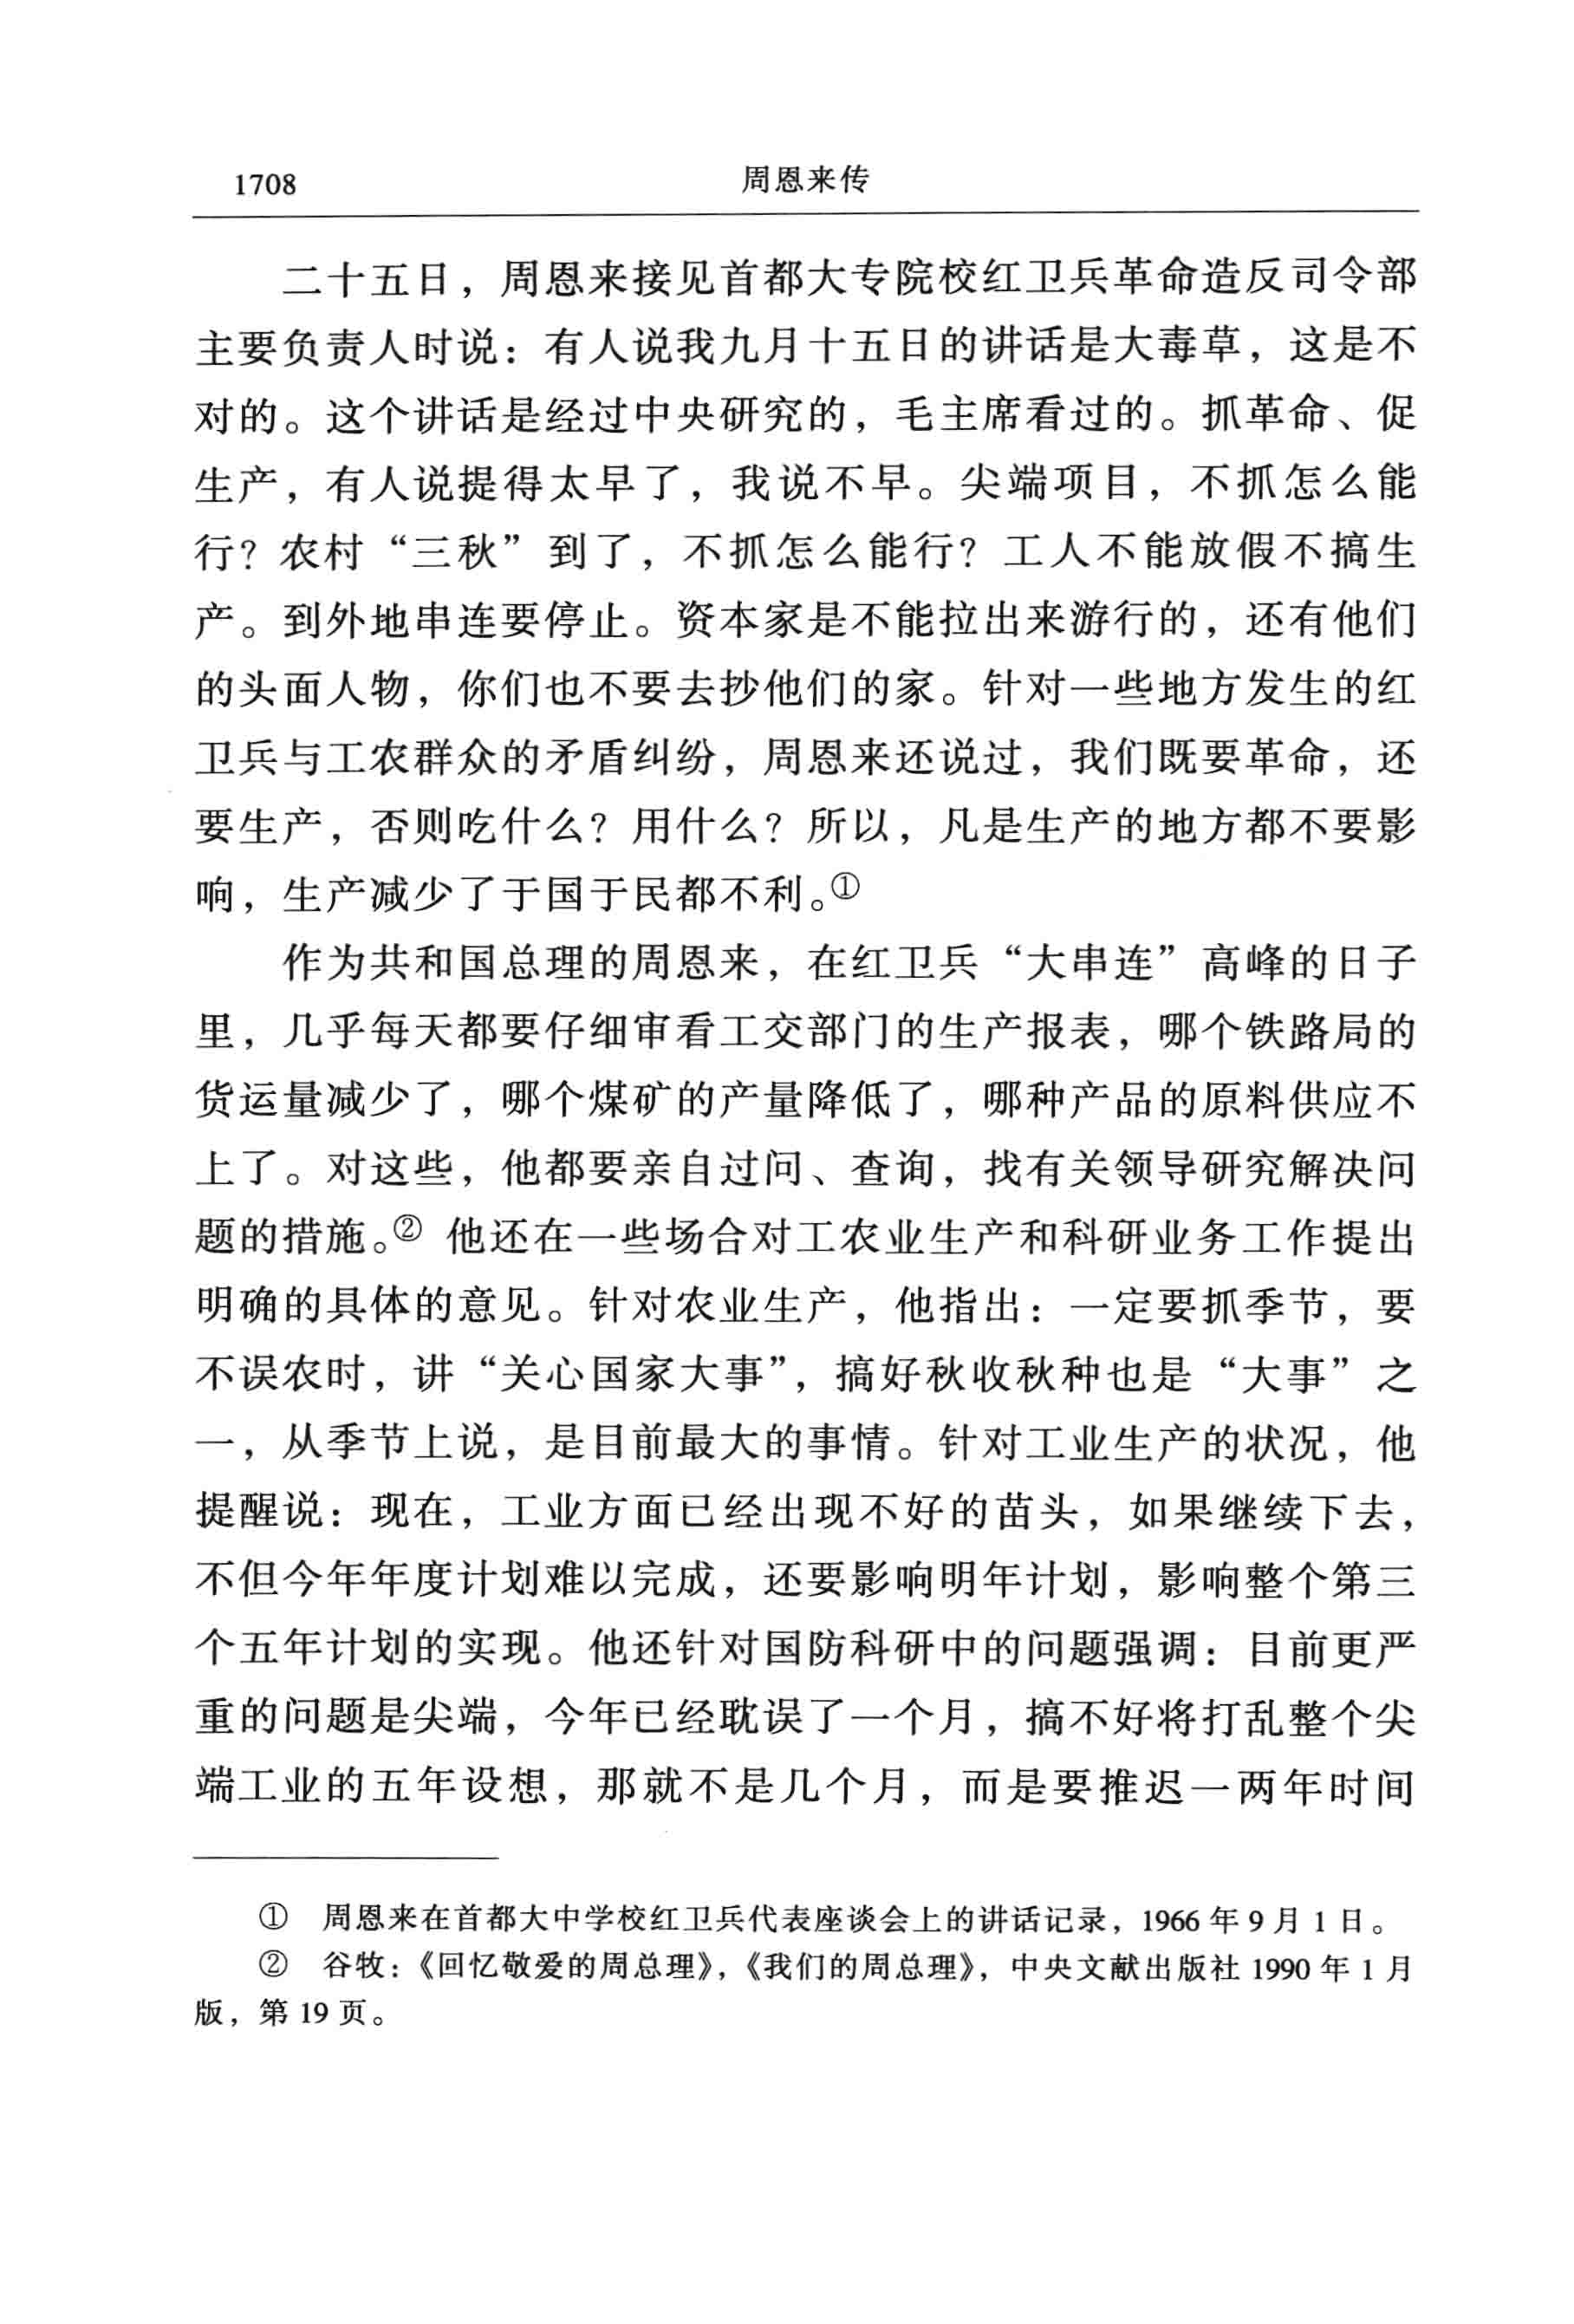 1708
周恩来传
二十五日，周恩来接见首都大专院校红卫兵革命造反司令部
主要负责人时说：有人说我九月十五日的讲话是大毒草，这是不
对的。这个讲话是经过中央研究的，毛主席看过的。抓革命、促
生产，有人说提得太早了，我说不早。尖端项目，不抓怎么能
行？农村“三秋”到了，不抓怎么能行？工人不能放假不搞生
产。到外地串连要停止。资本家是不能拉出来游行的，还有他们
的头面人物，你们也不要去抄他们的家。针对一些地方发生的红
卫兵与工农群众的矛盾纠纷，周恩来还说过，我们既要革命，还
要生产，否则吃什么？用什么？所以，凡是生产的地方都不要影
响，生产减少了于国于民都不利。①
作为共和国总理的周恩来，在红卫兵“大串连”高峰的日子
里，几乎每天都要仔细审看工交部门的生产报表，哪个铁路局的
货运量减少了，哪个煤矿的产量降低了，哪种产品的原料供应不
上了。对这些，他都要亲自过问、查询，找有关领导研究解决问
题的措施。② 他还在一些场合对工农业生产和科研业务工作提出
明确的具体的意见。针对农业生产，他指出：一定要抓季节，要
不误农时，讲“关心国家大事”，搞好秋收秋种也是“大事”之
一，从季节上说，是目前最大的事情。针对工业生产的状况，他
提醒说：现在，工业方面已经出现不好的苗头，如果继续下去，
不但今年年度计划难以完成，还要影响明年计划，影响整个第三
个五年计划的实现。他还针对国防科研中的问题强调：目前更严
重的问题是尖端，今年已经耽误了一个月，搞不好将打乱整个尖
端工业的五年设想，那就不是几个月，而是要推迟一两年时间
① 周恩来在首都大中学校红卫兵代表座谈会上的讲话记录，1966 年 9 月 1 日。
② 谷牧：《回忆敬爱的周总理》，《我们的周总理》，中央文献出版社 1990 年 1 月
版，第 19 页。